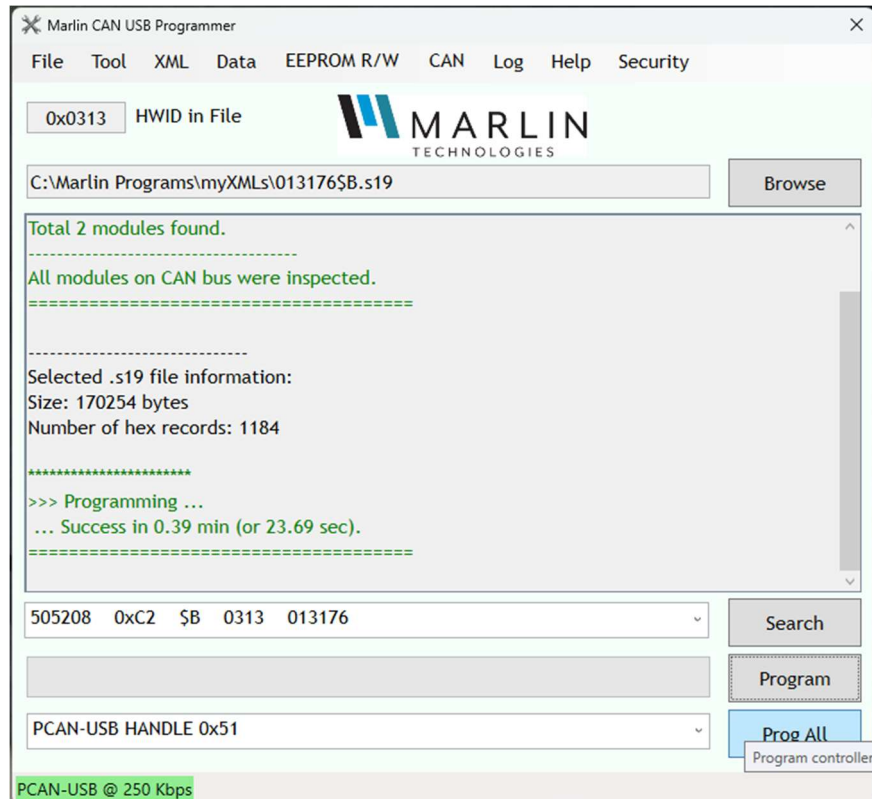 Marlin CAN USB Programmer
File Tool XML Data EEPROM R/W CAN Log Help Security
0x0313 HWID in File
MARLIN
TECHNOLOGIES
C:\Marlin Programs\myXMLs\013176$B.s19 Browse
Total 2 modules found.
--------------------------------------
All modules on CAN bus were inspected.
======================================
-------------------------------
Selected .s19 file information:
Size: 170254 bytes
Number of hex records: 1184
***********************
>>> Programming ...
... Success in 0.39 min (or 23.69 sec).
======================================
505208 0xC2 $B 0313 013176 Search
Program
PCAN-USB HANDLE 0x51 Prog All
Program controller
PCAN-USB @ 250 Kbps